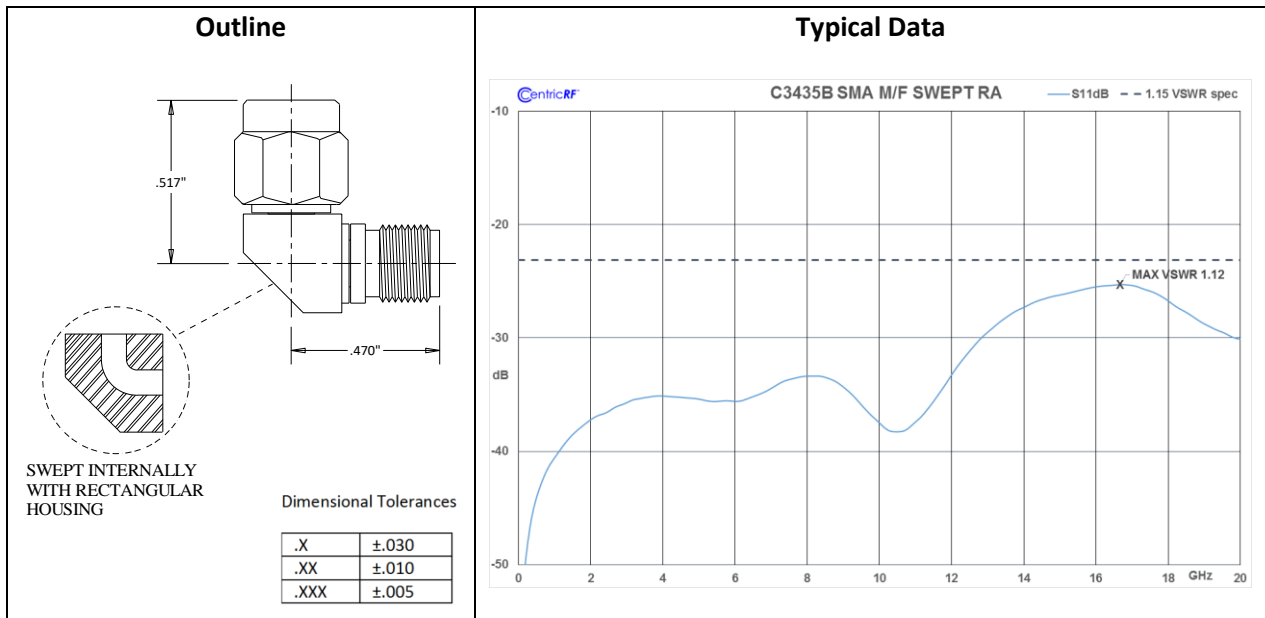 Outline
.517"
.470"
SWEPT INTERNALLY
WITH RECTANGULAR
HOUSING
Dimensional Tolerances
.X ±.030
.XX ±.010
.XXX ±.005
Typical Data
CentricRF™
C3435B SMA M/F SWEPT RA
S11dB
1.15 VSWR spec
-10
-20
MAX VSWR 1.12
-30
dB
-40
-50
0 2 4 6 8 10 12 14 16 18 GHz 20